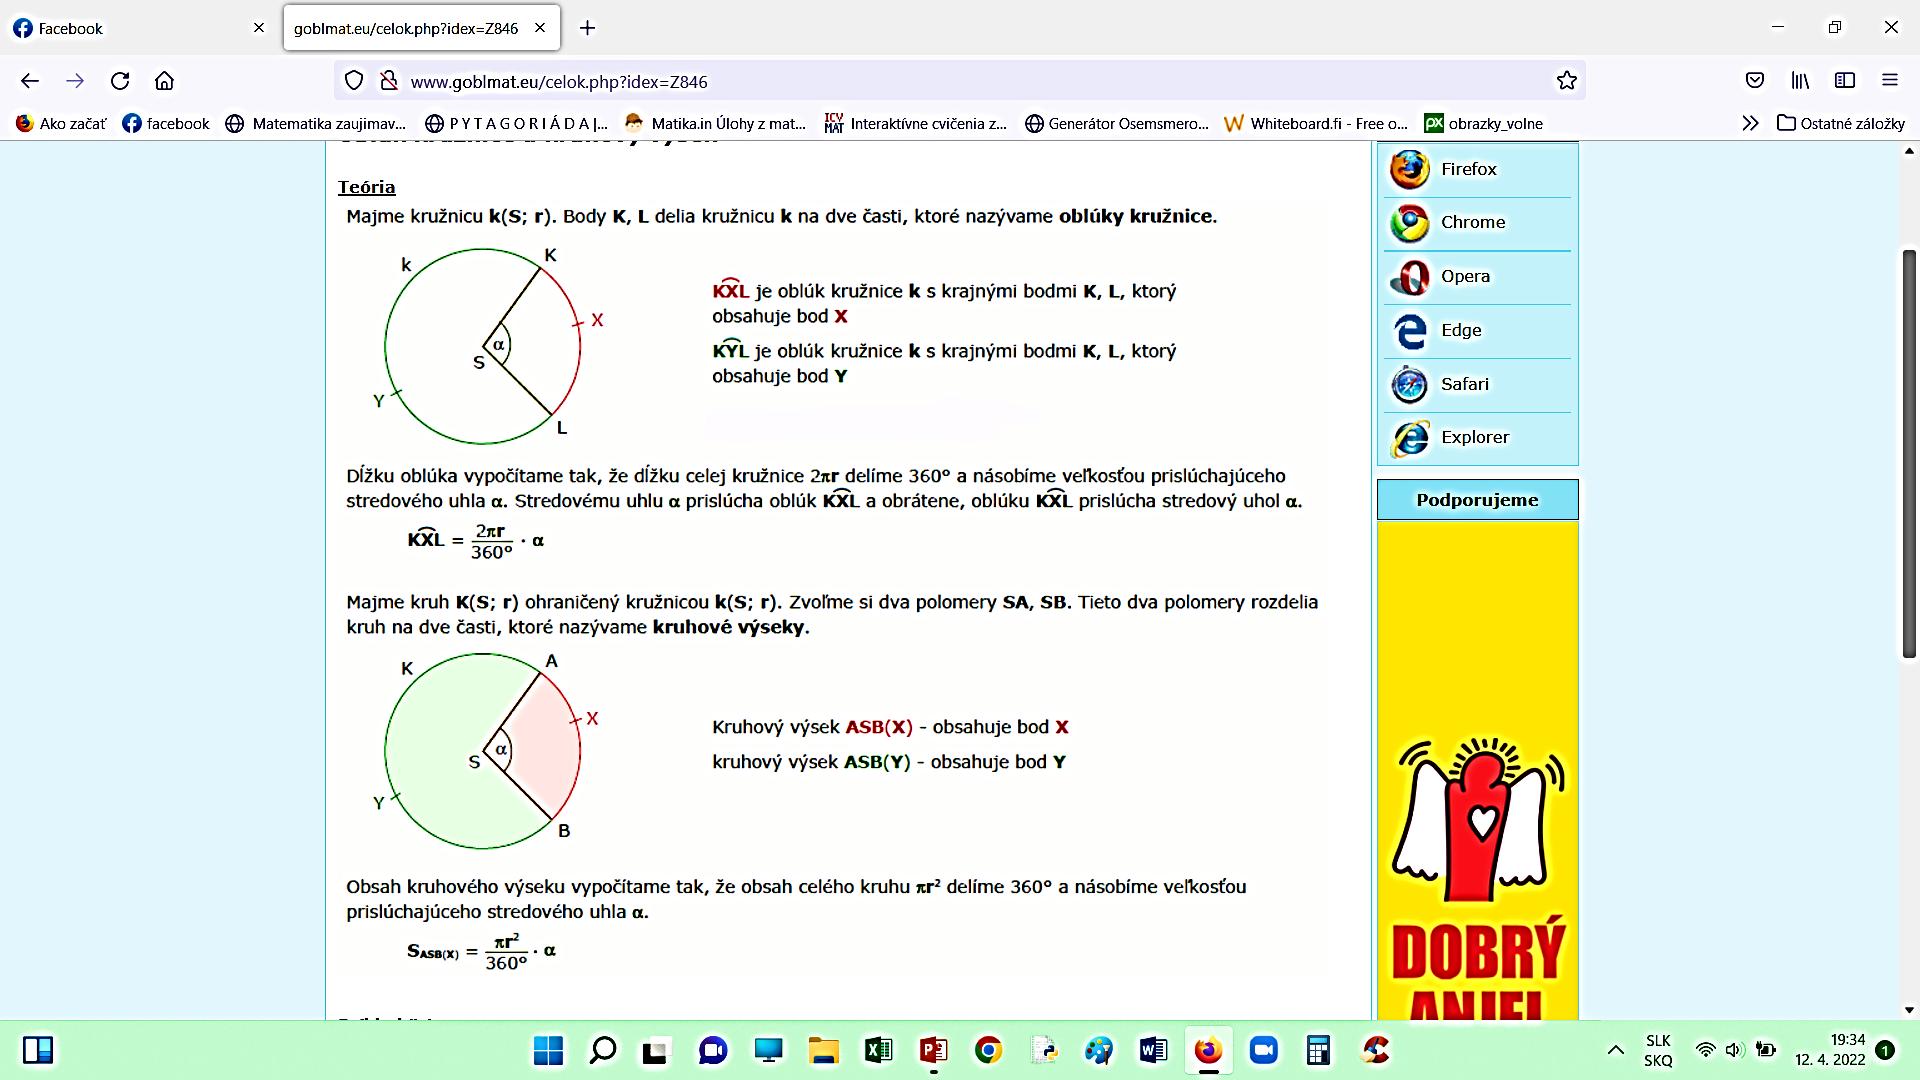 Facebook
goblmat.eu/celok.php?idex=Z846
www.goblmat.eu/celok.php?idex=Z846
Ako začať
facebook
Matematika zaujimav...
P Y T A G O R I Á D A |...
Matika.in Úlohy z mat...
ICY MAT
Interaktívne cvičenia z...
Generátor Osemsmero...
Whiteboard.fi - Free o...
px
obrazky_volne
Ostatné záložky
Teória
Majme kružnicu k(S; r). Body K, L delia kružnicu k na dve časti, ktoré nazývame oblúky kružnice.
k
K
X
α
S
Y
L
KXL je oblúk kružnice k s krajnými bodmi K, L, ktorý
obsahuje bod X
KYL je oblúk kružnice k s krajnými bodmi K, L, ktorý
obsahuje bod Y
Dĺžku oblúka vypočítame tak, že dĺžku celej kružnice 2πr delíme 360° a násobíme veľkosťou prislúchajúceho
stredového uhla α. Stredovému uhlu α prislúcha oblúk KXL a obrátene, oblúku KXL prislúcha stredový uhol α.
KXL = 2πr/360° · α
Majme kruh K(S; r) ohraničený kružnicou k(S; r). Zvoľme si dva polomery SA, SB. Tieto dva polomery rozdelia
kruh na dve časti, ktoré nazývame kruhové výseky.
K
A
X
α
S
Y
B
Kruhový výsek ASB(X) - obsahuje bod X
kruhový výsek ASB(Y) - obsahuje bod Y
Obsah kruhového výseku vypočítame tak, že obsah celého kruhu πr² delíme 360° a násobíme veľkosťou
prislúchajúceho stredového uhla α.
S ASB(X) = πr²/360° · α
Firefox
Chrome
Opera
Edge
Safari
Explorer
Podporujeme
DOBRÝ
ANJEL
SLK
SKQ
19:34
12. 4. 2022
1